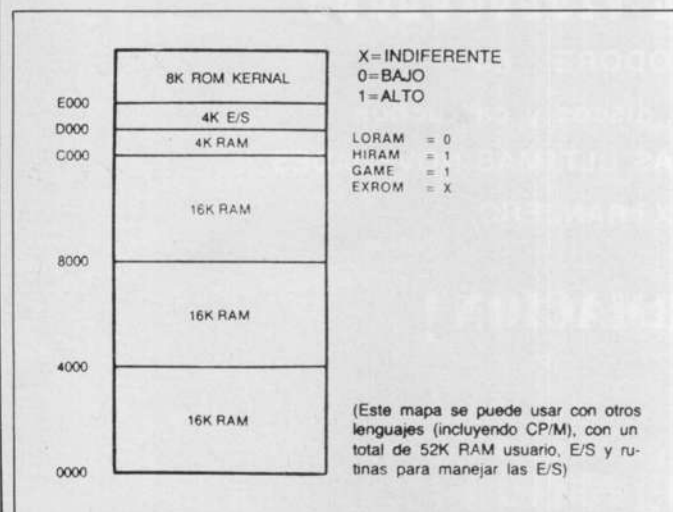 8K ROM KERNAL
E000
4K E/S
D000
4K RAM
C000
16K RAM
8000
16K RAM
4000
16K RAM
0000
X=INDIFERENTE
0=BAJO
1=ALTO
LORAM = 0
HIRAM = 1
GAME = 1
EXROM = X
(Este mapa se puede usar con otros
lenguajes (incluyendo CP/M), con un
total de 52K RAM usuario, E/S y ru-
tinas para manejar las E/S)